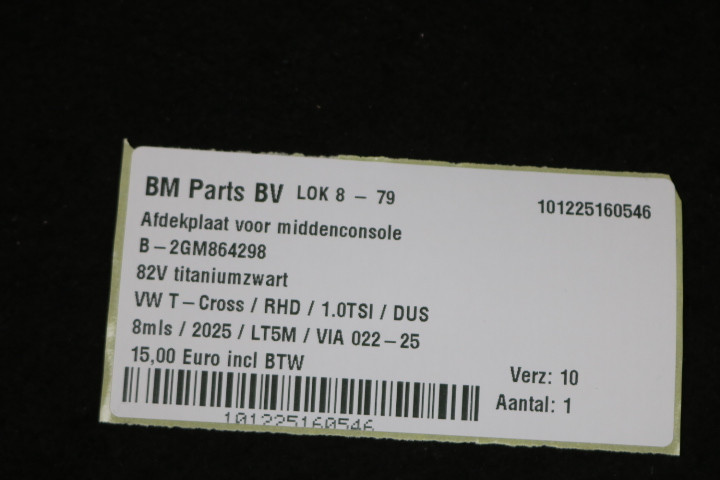 BM Parts BV LOK 8 - 79
101225160546
Afdekplaat voor middenconsole
B-2GM864298
82V titaniumzwart
VW T-Cross / RHD / 1.0TSI / DUS
8mls / 2025 / LT5M / VIA 022-25
15,00 Euro incl BTW
Verz: 10
Aantal: 1
101225160546